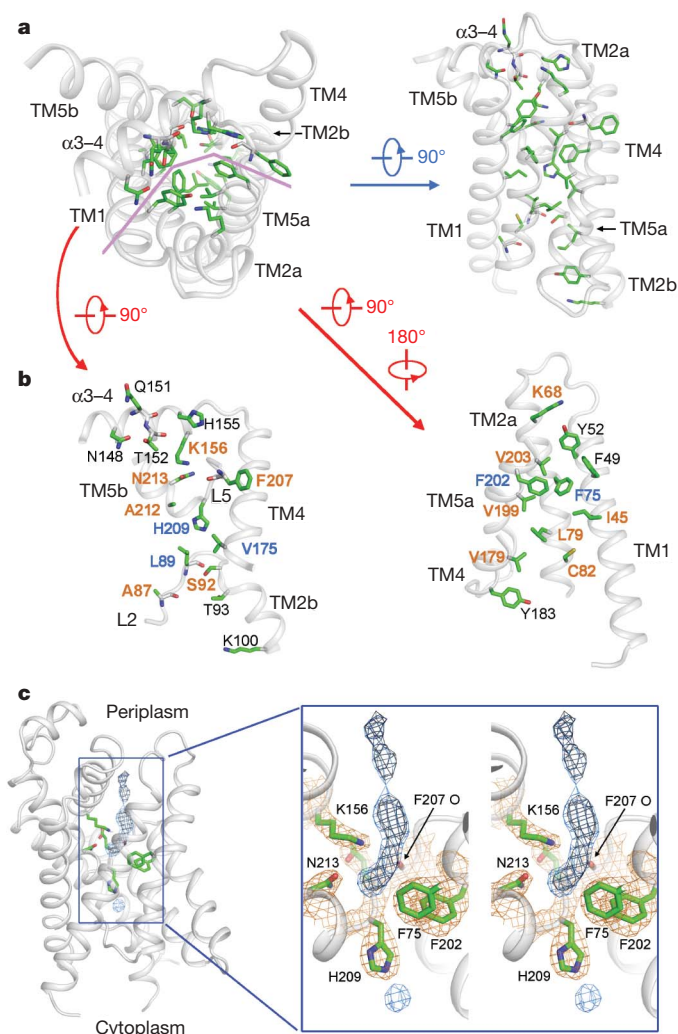 a
TM5b
α3–4
TM1
TM4
TM2b
TM5a
TM2a
90°
α3–4
TM2a
TM5b
TM4
TM1
TM5a
TM2b
90°
90°
180°
b
α3–4
Q151
H155
N148
T152
K156
N213
TM5b
L5
F207
A212
TM4
H209
V175
L89
A87
S92
T93
TM2b
L2
K100
K68
TM2a
Y52
V203
F49
F202
F75
TM5a
V199
I45
L79
V179
TM1
C82
TM4
Y183
c
Periplasm
Cytoplasm
K156
F207 O
N213
F75
F202
H209
K156
F207 O
N213
F75
F202
H209